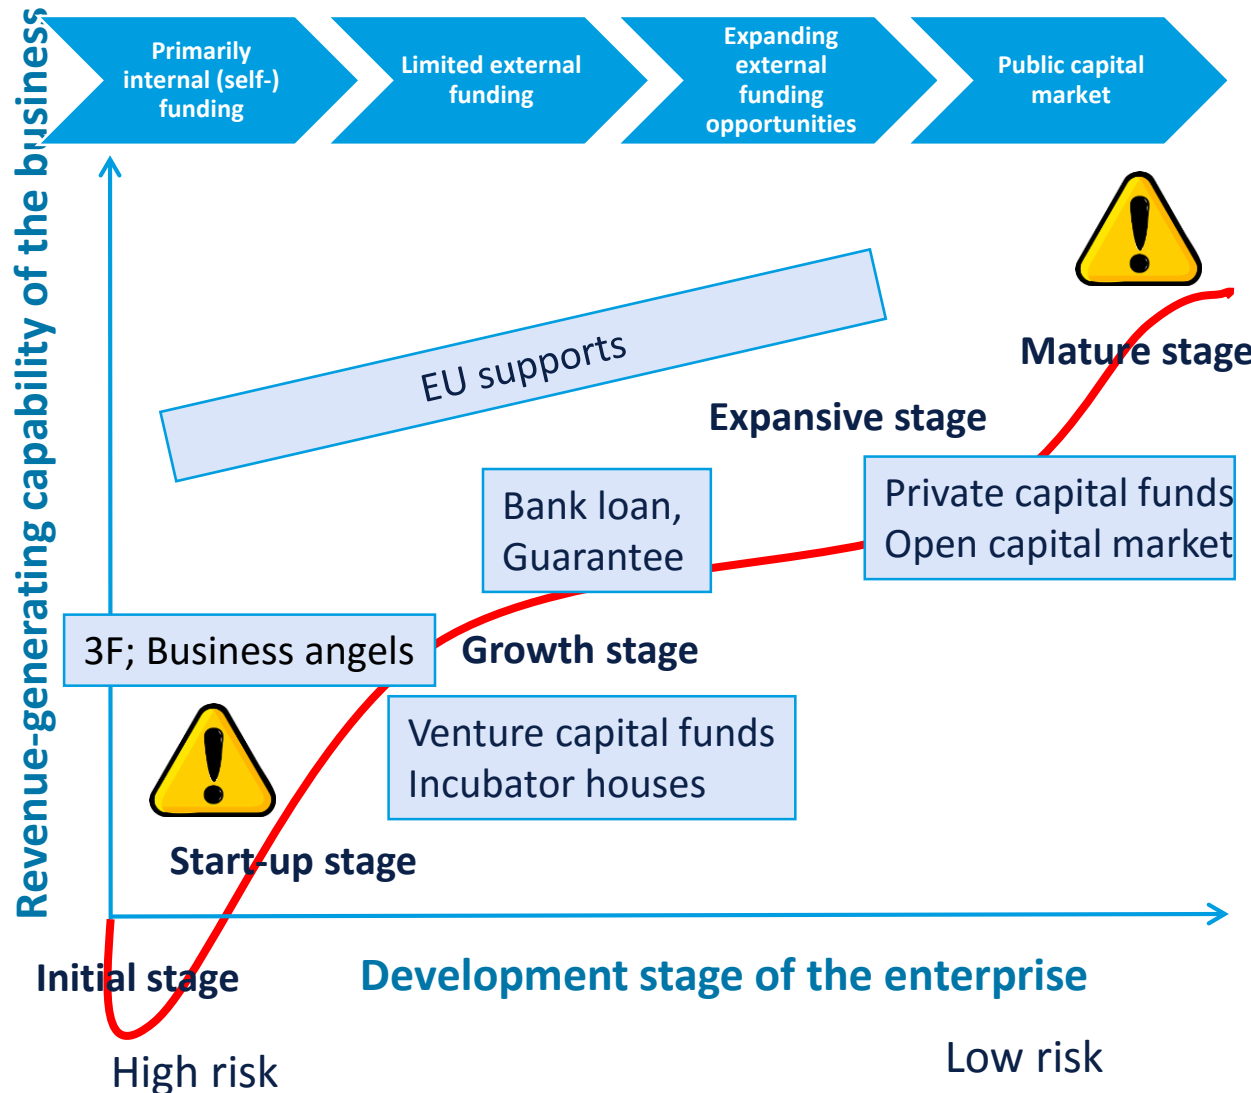 Revenue-generating capability of the business
Primarily
internal (self-)
funding
Limited external
funding
Expanding
external
funding
opportunities
Public capital
market
EU supports
Mature stage
Expansive stage
Bank loan,
Guarantee
Private capital funds
Open capital market
3F; Business angels
Growth stage
Venture capital funds
Incubator houses
Start-up stage
Initial stage
Development stage of the enterprise
High risk
Low risk